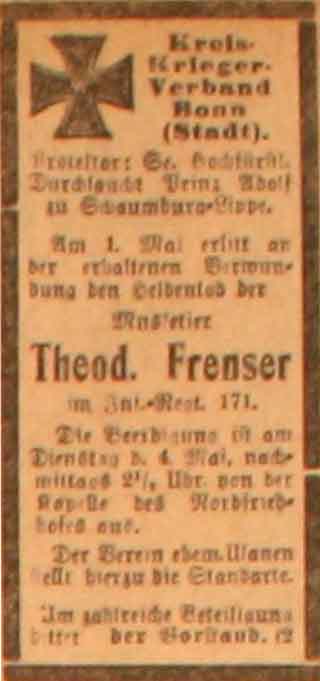 Kreis-
Krieger-
Verband
Bonn
(Stadt).
Protektor: Se. Hochfürstl.
Durchlaucht Prinz Adolf
zu Schaumburg-Lippe.
Am 1. Mai erlitt an
der erhaltenen Verwun-
dung den Heldentod der
Musketier
Theod. Frenser
im Inf.-Regt. 171.
Die Beerdigung ist am
Dienstag d. 4. Mai, nach-
mittags 2½ Uhr von der
Kapelle des Nordfried-
hofes aus.
Der Verein ehem. Ulanen
stellt hierzu die Standarte.
Um zahlreiche Beteiligung
bittet der Vorstand.